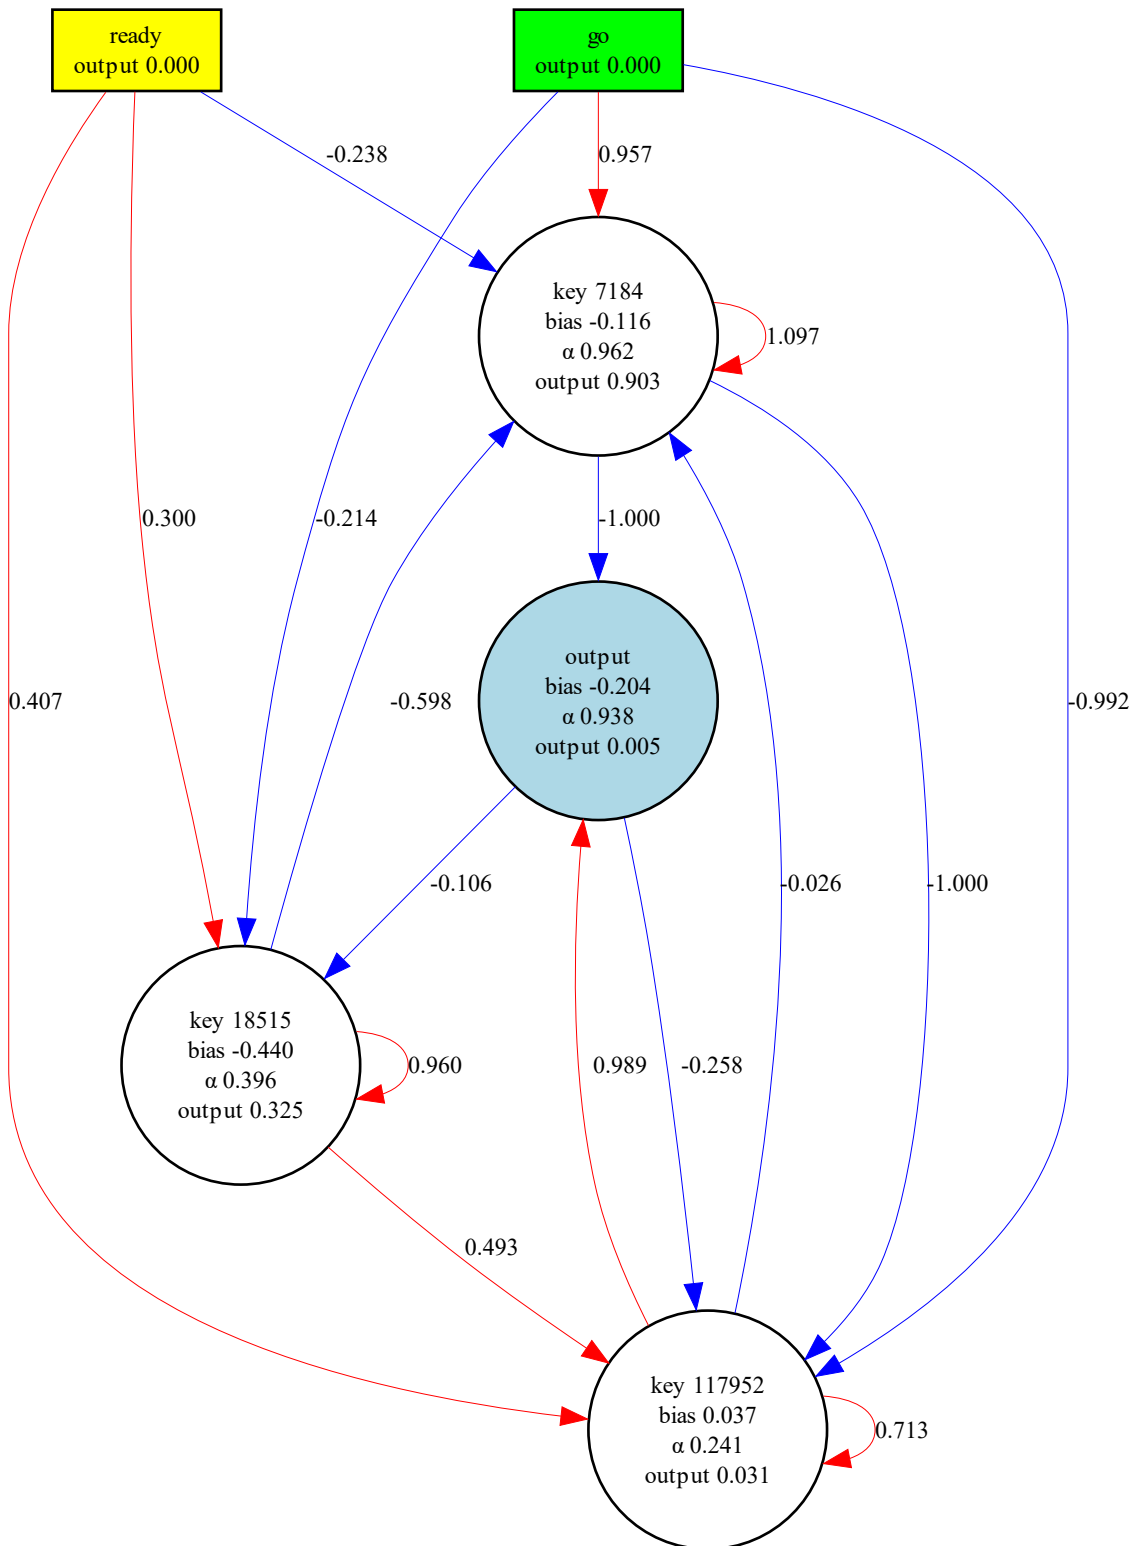 ready
output 0.000
go
output 0.000
-0.238
0.957
key 7184
bias -0.116
α 0.962
output 0.903
1.097
0.300
-0.214
-1.000
output
bias -0.204
α 0.938
output 0.005
0.407
-0.598
-0.992
-0.106
-0.026
-1.000
key 18515
bias -0.440
α 0.396
output 0.325
0.960
0.989
-0.258
0.493
key 117952
bias 0.037
α 0.241
output 0.031
0.713